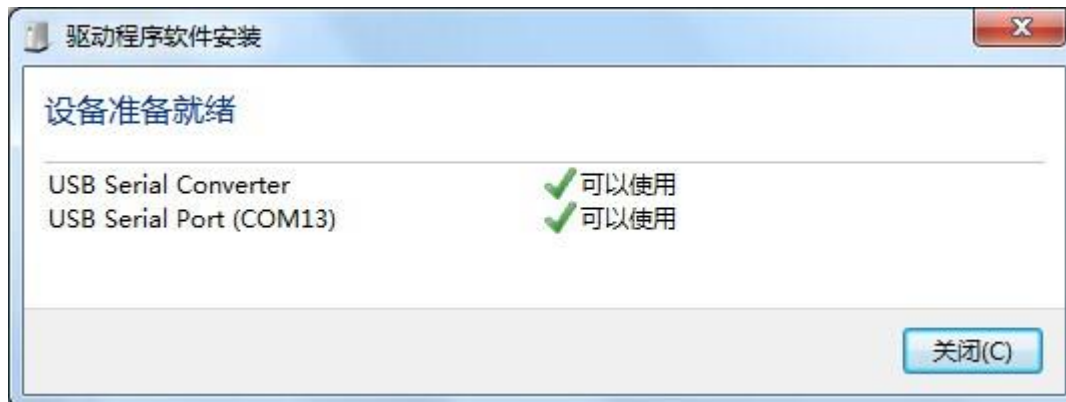 驱动程序软件安装
设备准备就绪
USB Serial Converter 可以使用
USB Serial Port (COM13) 可以使用
关闭(C)